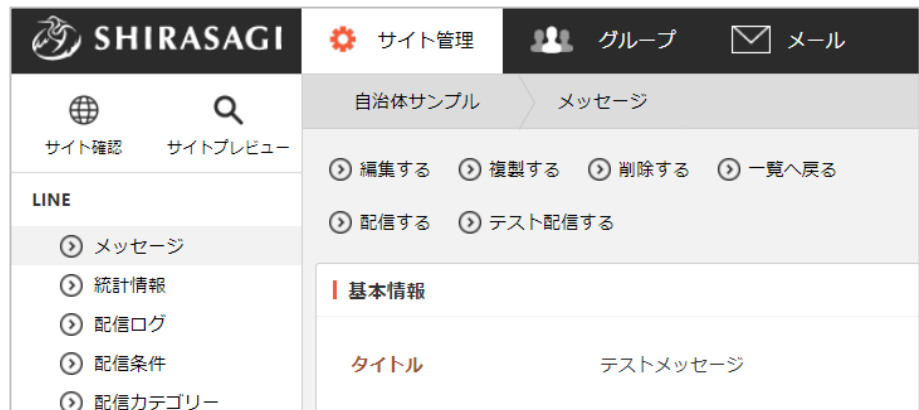 SHIRASAGI
サイト管理
グループ
メール
サイト確認
サイトプレビュー
自治体サンプル
メッセージ
編集する
複製する
削除する
一覧へ戻る
配信する
テスト配信する
LINE
メッセージ
統計情報
配信ログ
配信条件
配信カテゴリー
基本情報
タイトル
テストメッセージ